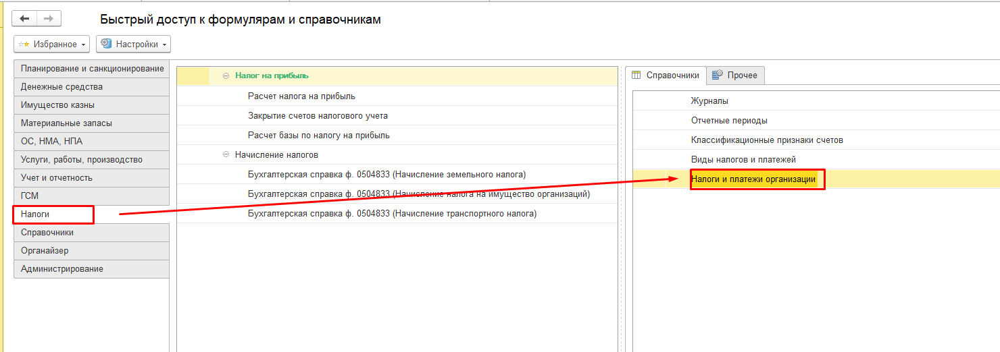 Быстрый доступ к формулярам и справочникам
Избранное
Настройки
Планирование и санкционирование
Денежные средства
Имущество казны
Материальные запасы
ОС, НМА, НПА
Услуги, работы, производство
Учет и отчетность
ГСМ
Налоги
Справочники
Органайзер
Администрирование
Налог на прибыль
Расчет налога на прибыль
Закрытие счетов налогового учета
Расчет базы по налогу на прибыль
Начисление налогов
Бухгалтерская справка ф. 0504833 (Начисление земельного налога)
Бухгалтерская справка ф. 0504833 (Начисление налога на имущество организаций)
Бухгалтерская справка ф. 0504833 (Начисление транспортного налога)
Справочники
Прочее
Журналы
Отчетные периоды
Классификационные признаки счетов
Виды налогов и платежей
Налоги и платежи организации